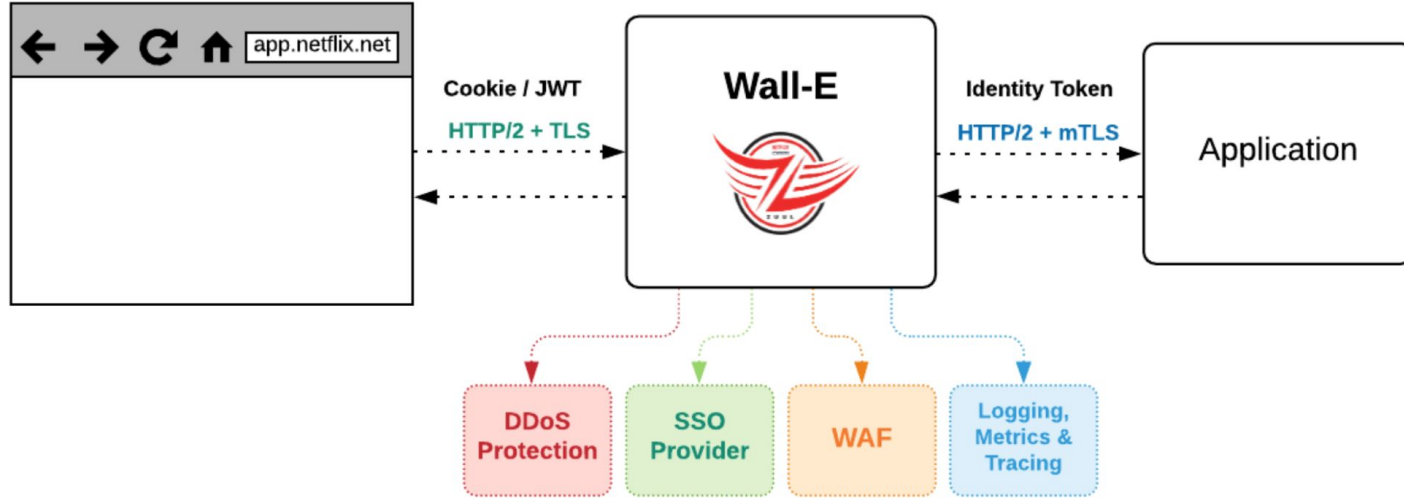 app.netflix.net
Cookie / JWT
HTTP/2 + TLS
Wall-E
ZUUL
Identity Token
HTTP/2 + mTLS
Application
DDoS
Protection
SSO
Provider
WAF
Logging,
Metrics &
Tracing